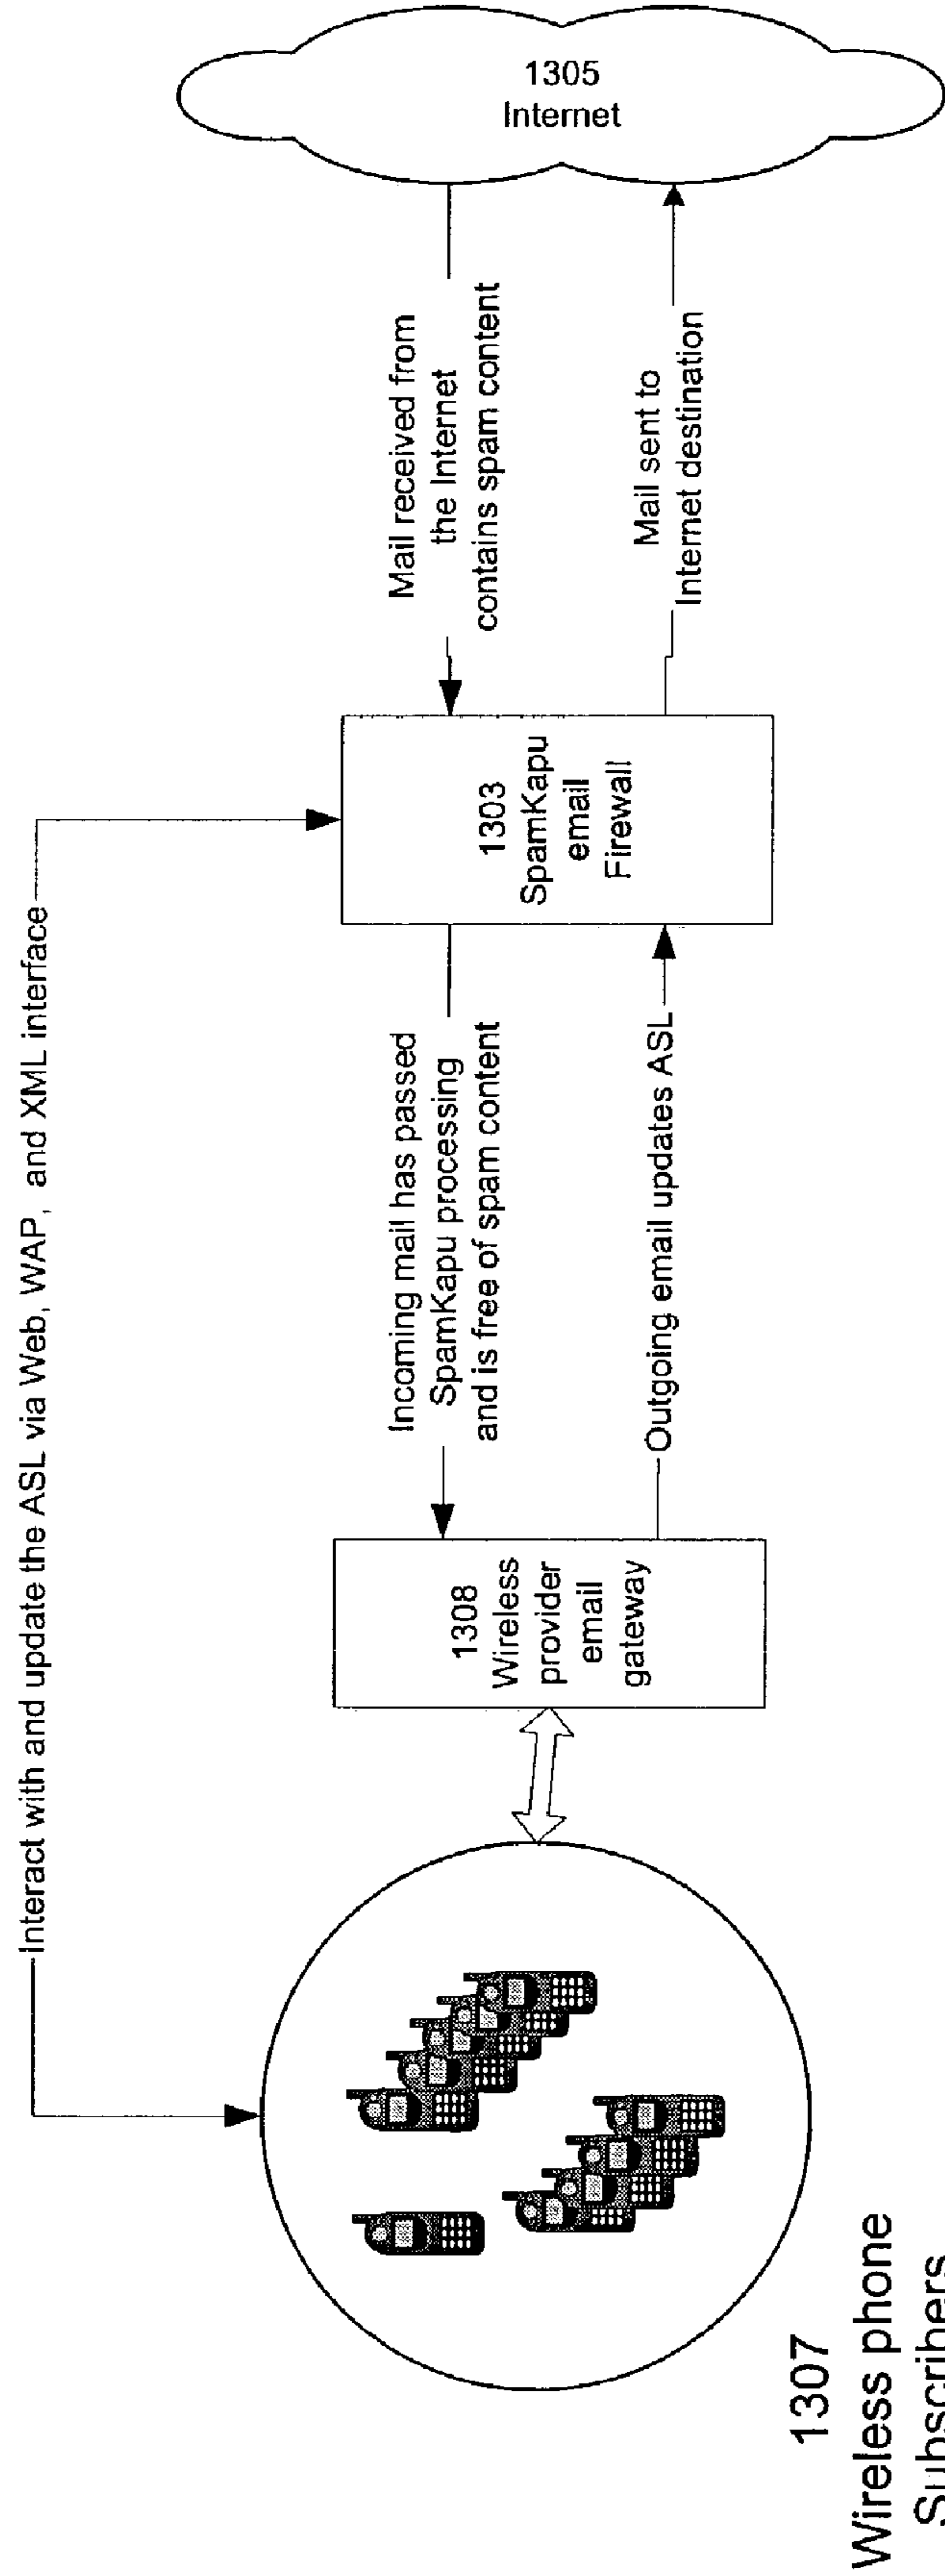 Interact with and update the ASL via Web, WAP, and XML interface
1305
Internet
Mail received from
the Internet
contains spam content
Mail sent to
Internet destination
1303
SpamKapu
email
Firewall
Incoming mail has passed
SpamKapu processing
and is free of spam content
Outgoing email updates ASL
1308
Wireless
provider
email
gateway
1307
Wireless phone
Subscribers